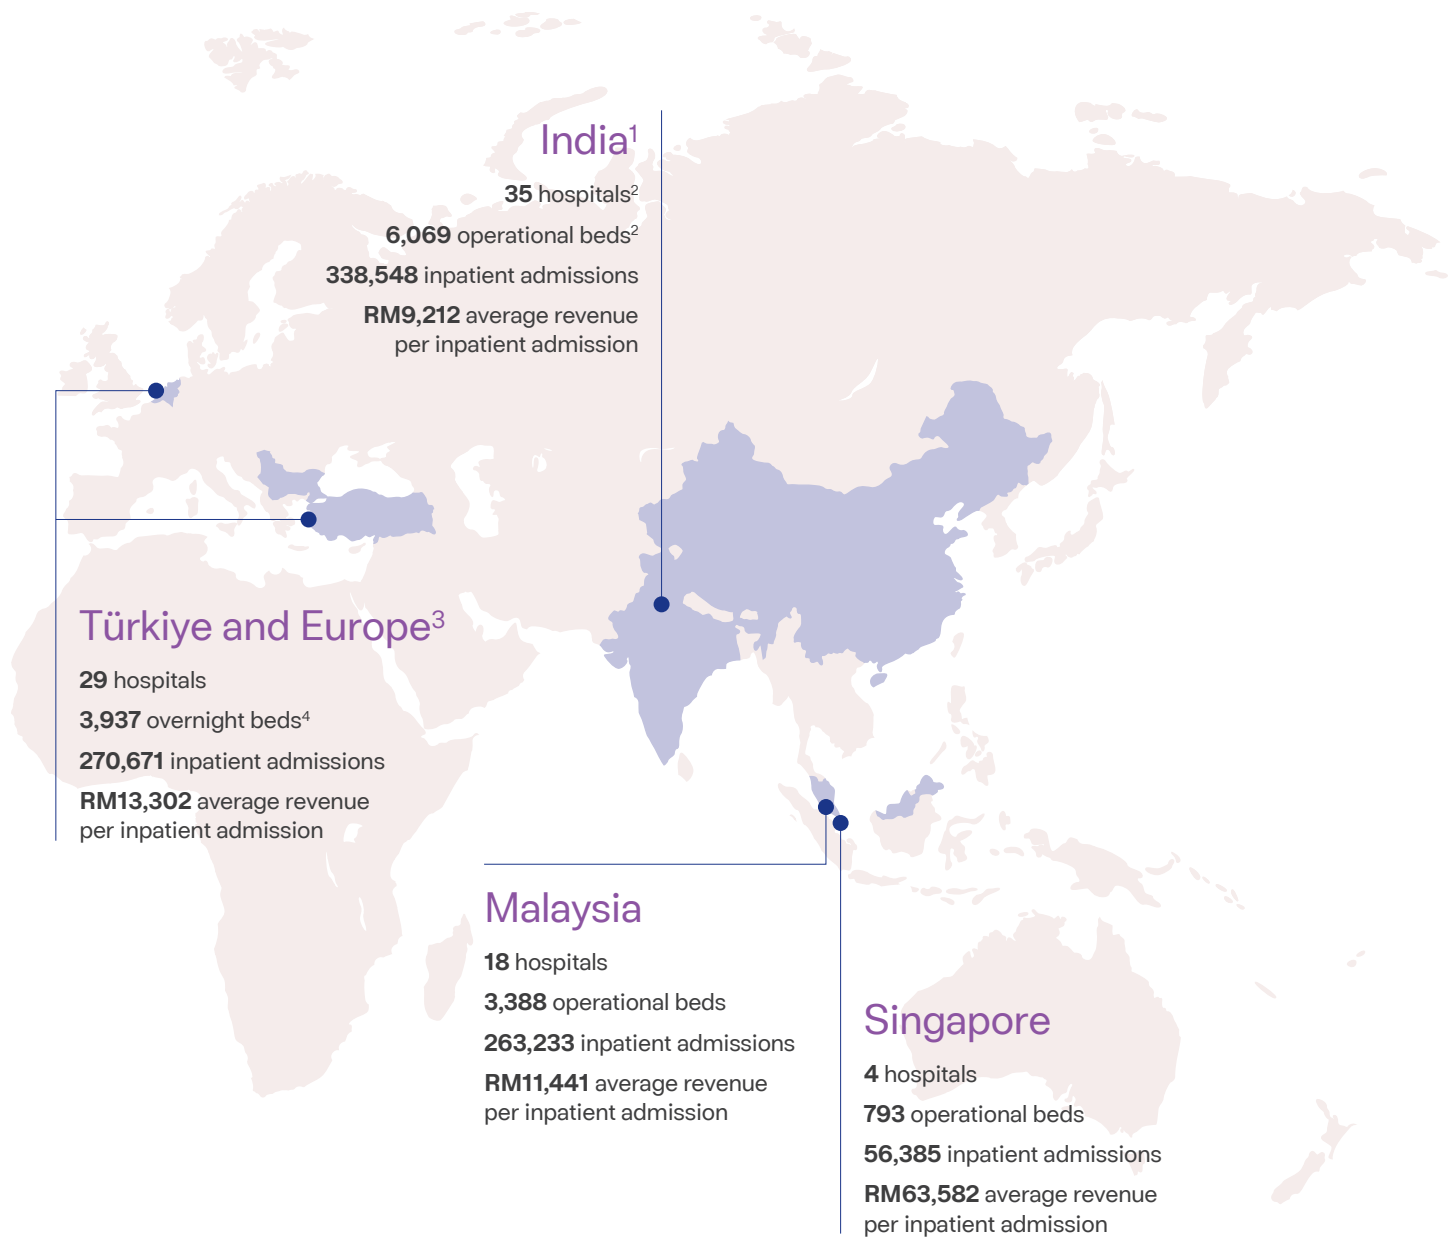 India¹
35 hospitals²
6,069 operational beds²
338,548 inpatient admissions
RM9,212 average revenue
per inpatient admission
Türkiye and Europe³
29 hospitals
3,937 overnight beds⁴
270,671 inpatient admissions
RM13,302 average revenue
per inpatient admission
Malaysia
18 hospitals
3,388 operational beds
263,233 inpatient admissions
RM11,441 average revenue
per inpatient admission
Singapore
4 hospitals
793 operational beds
56,385 inpatient admissions
RM63,582 average revenue
per inpatient admission